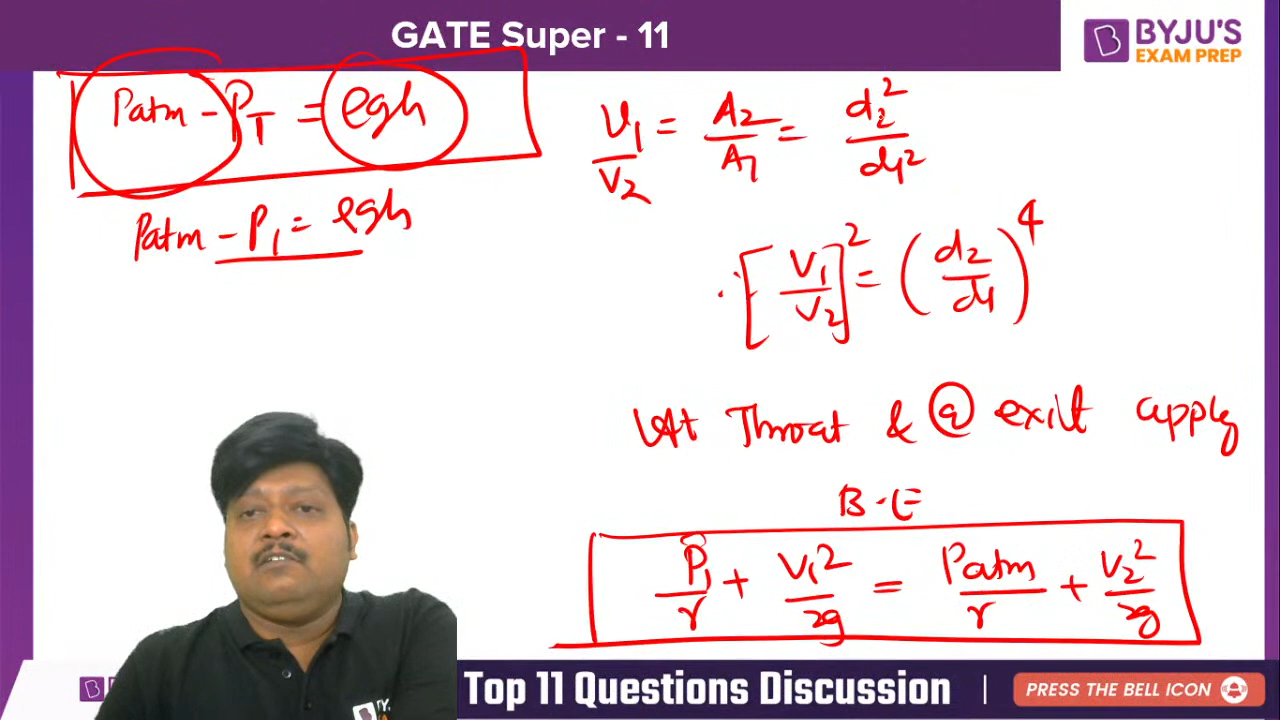 GATE Super - 11
BYJU'S
EXAM PREP
Patm - PT = ρgh
Patm - P1 = ρgh
V1/V2 = A2/A1 = d2²/d1²
[V1/V2]² = (d2/d1)⁴
At Throat & @ exit apply
B.E
P1/γ + V1²/2g = Patm/γ + V2²/2g
Top 11 Questions Discussion
PRESS THE BELL ICON